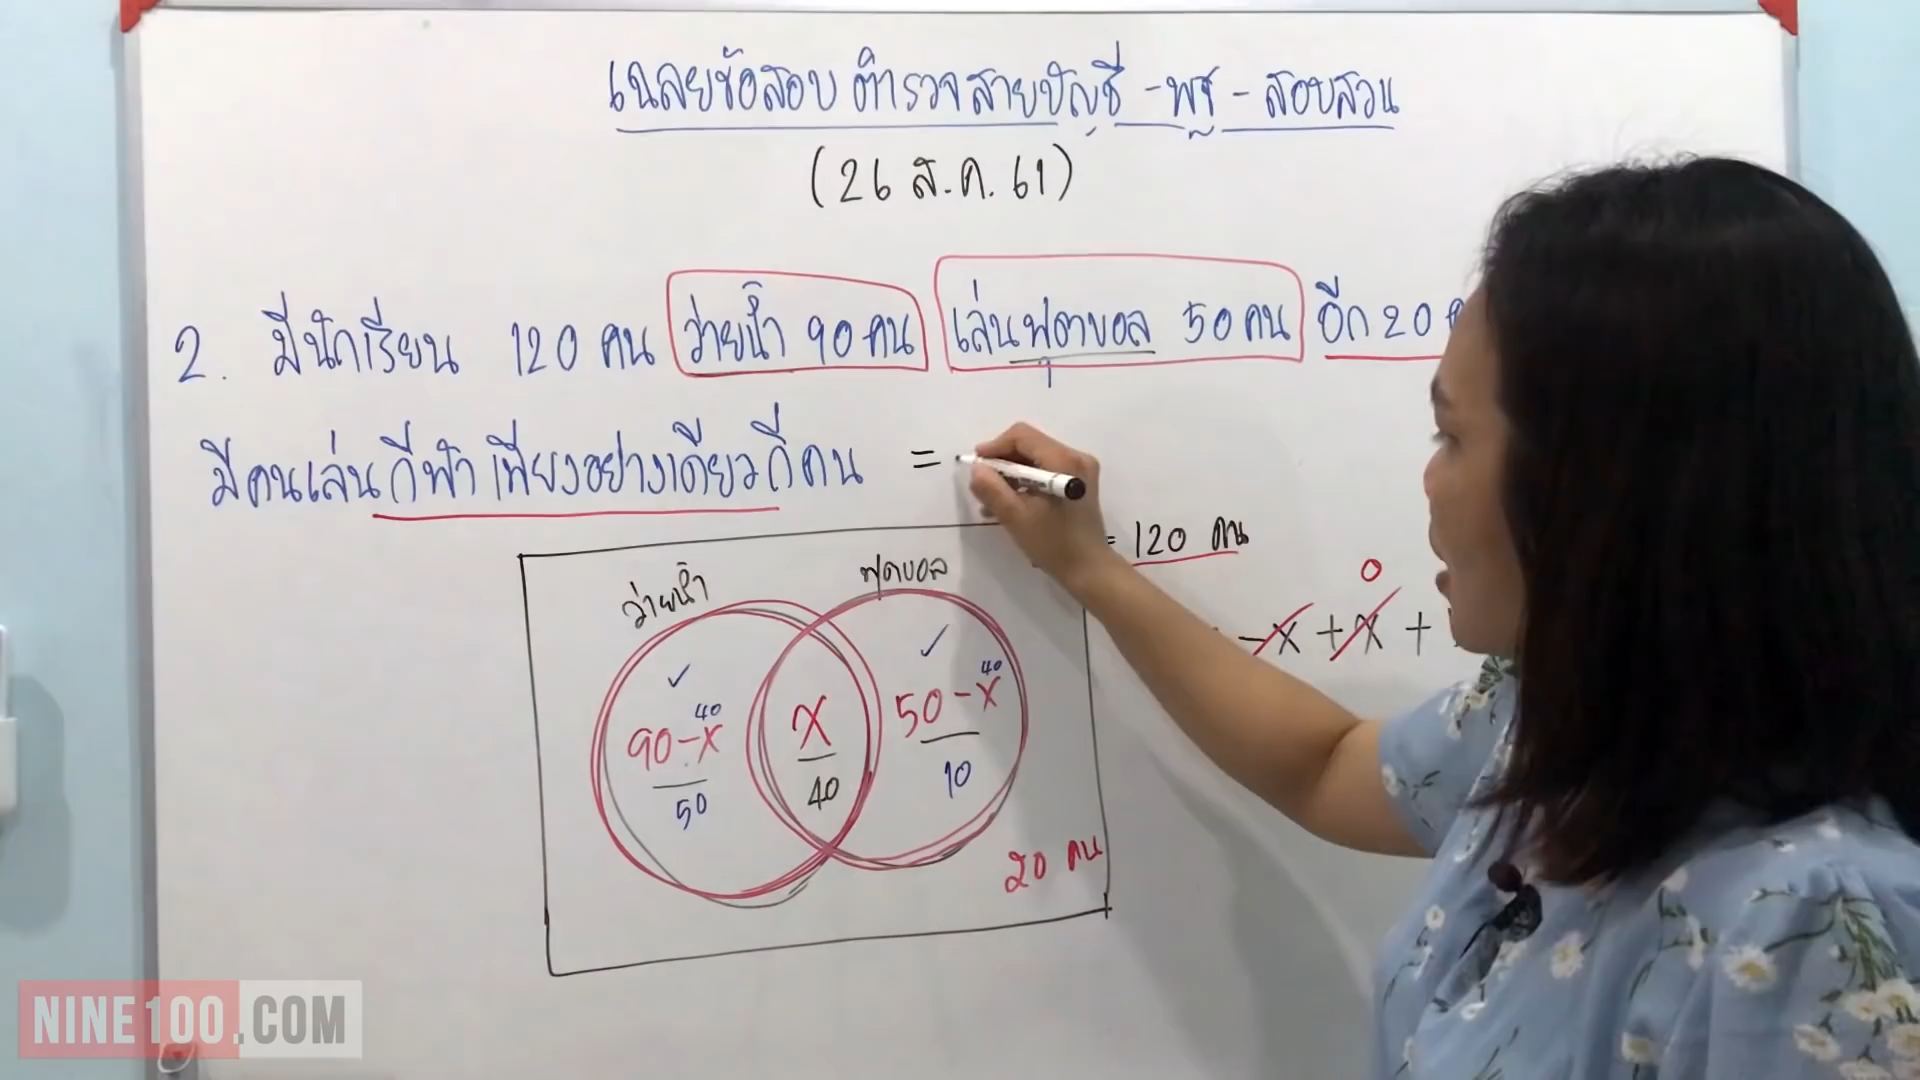 เฉลยข้อสอบ ตำรวจสายบัญชี - พฐ - สอบสวน
(26 ส.ค. 61)
2. มีนักเรียน 120 คน ว่ายน้ำ 90 คน เล่นฟุตบอล 50 คน อีก 20
มีคนเล่นกีฬาเพียงอย่างเดียวกี่คน =
= 120 คน
ว่ายน้ำ ฟุตบอล
0
- x + x +
✓ ✓
40 40
90 - x x 50 - x
50 40 10
20 คน
NINE100.COM